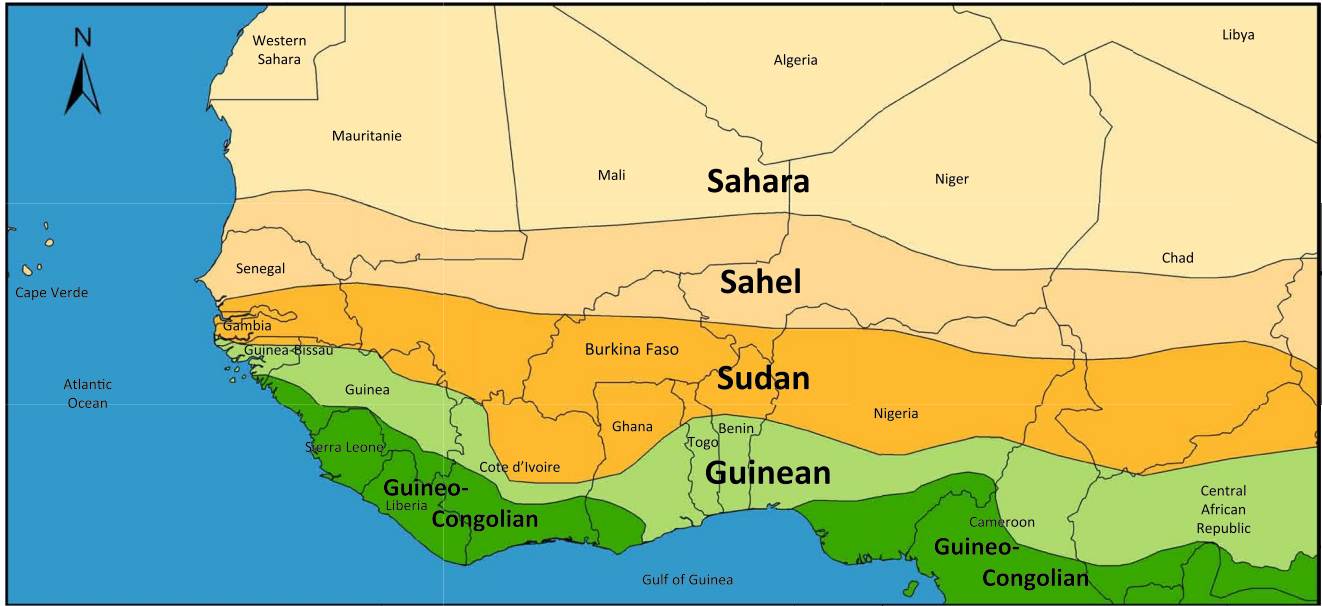 N
Western
Sahara
Libya
Algeria
Mauritanie
Mali
Sahara
Niger
Senegal
Sahel
Chad
Cape Verde
Gambia
Guinea-Bissau
Burkina Faso
Atlantic
Ocean
Guinea
Sudan
Nigeria
Ghana
Benin
Togo
Sierra Leone
Cote d'Ivoire
Guinean
Guineo-
Liberia
Congolian
Central
African
Republic
Cameroon
Guineo-
Congolian
Gulf of Guinea